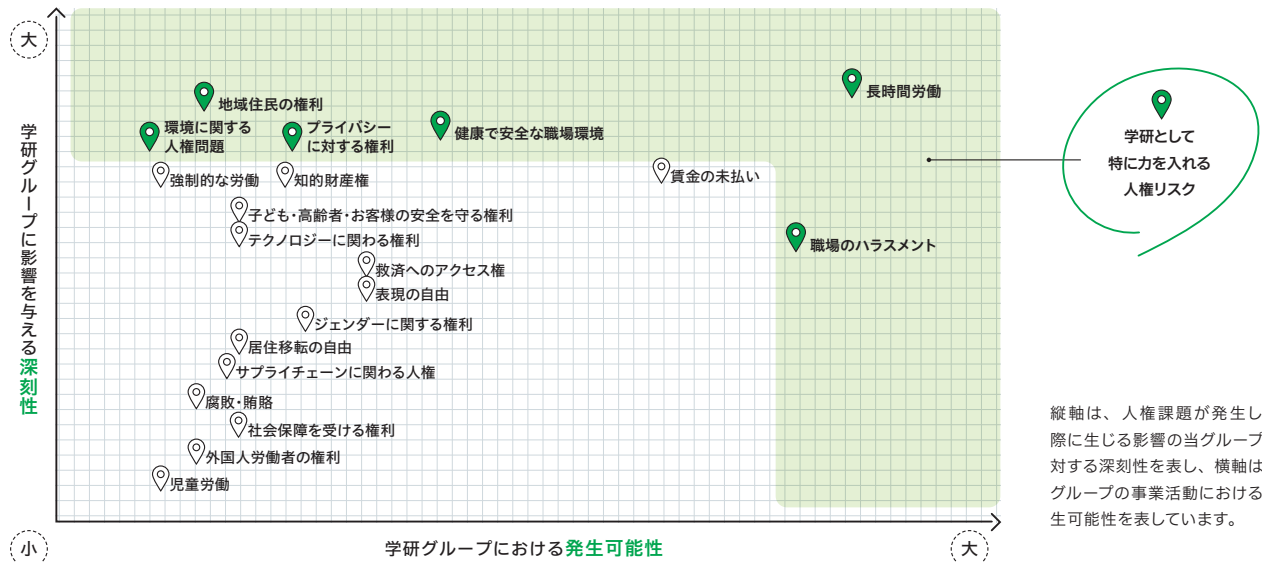 大
学研グループに影響を与える深刻性
小
地域住民の権利
環境に関する
人権問題
プライバシー
に対する権利
健康で安全な職場環境
長時間労働
強制的な労働
知的財産権
賃金の未払い
子ども・高齢者・お客様の安全を守る権利
テクノロジーに関わる権利
職場のハラスメント
救済へのアクセス権
表現の自由
ジェンダーに関する権利
居住移転の自由
サプライチェーンに関わる人権
腐敗・賄賂
社会保障を受ける権利
外国人労働者の権利
児童労働
学研グループにおける発生可能性
大
学研として
特に力を入れる
人権リスク
縦軸は、人権課題が発生し
際に生じる影響の当グループ
対する深刻性を表し、横軸は
グループの事業活動における
生可能性を表しています。